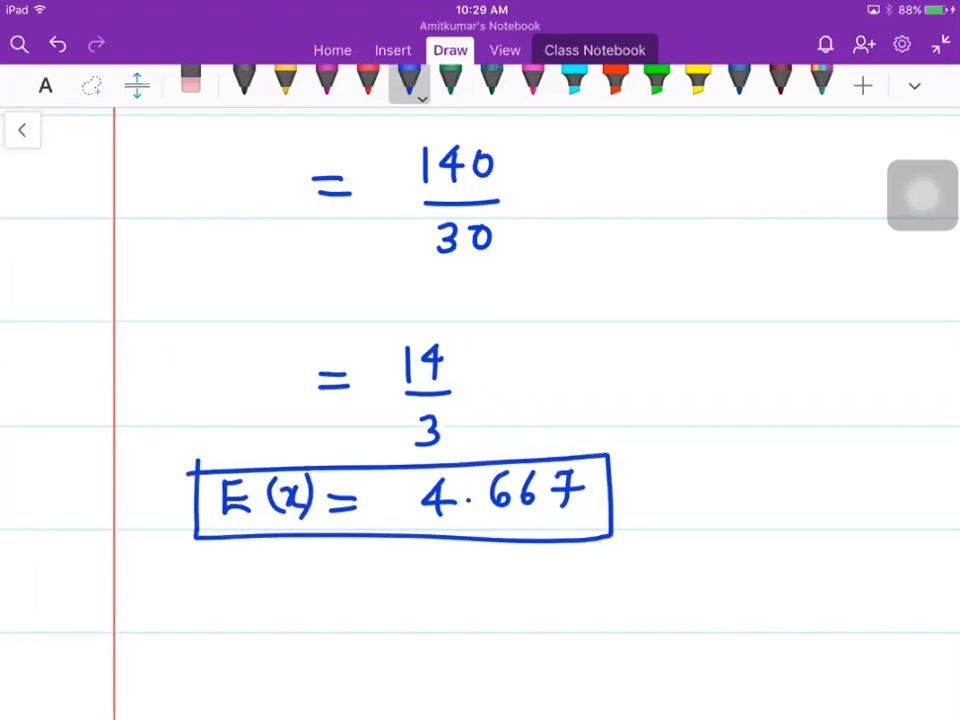 iPad 10:29 AM 88%
Amitkumar's Notebook
Home Insert Draw View Class Notebook
A
= 140/30
= 14/3
E(x) = 4.667